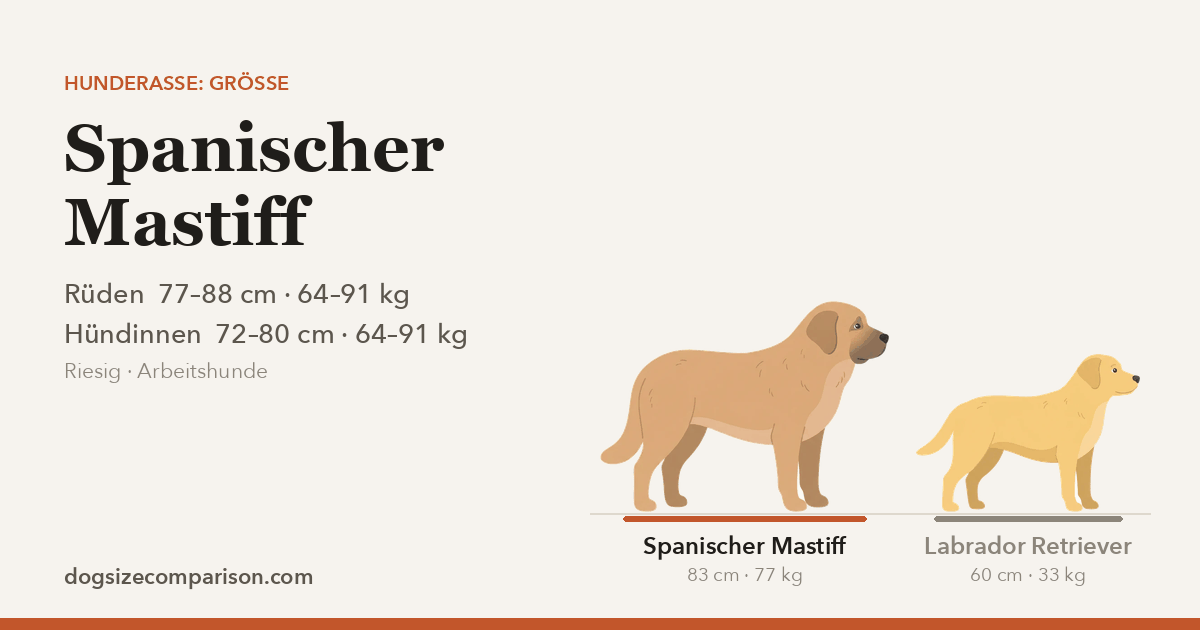 HUNDERASSE: GRÖSSE
Spanischer
Mastiff
Rüden 77–88 cm · 64–91 kg
Hündinnen 72–80 cm · 64–91 kg
Riesig · Arbeitshunde
Spanischer Mastiff
83 cm · 77 kg
Labrador Retriever
60 cm · 33 kg
dogsizecomparison.com